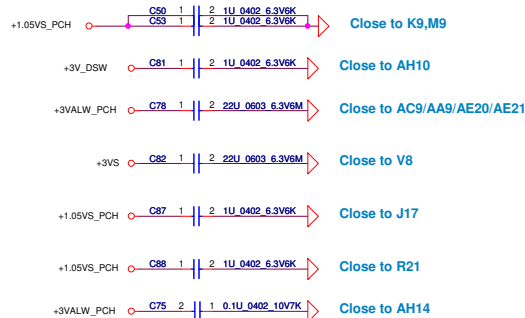 C50 1 2 1U_0402_6.3V6K
+1.05VS_PCH C53 1 2 1U_0402_6.3V6K Close to K9,M9
+3V_DSW C81 1 2 1U_0402_6.3V6K Close to AH10
+3VALW_PCH C78 1 2 22U_0603_6.3V6M Close to AC9/AA9/AE20/AE21
+3VS C82 1 2 22U_0603_6.3V6M Close to V8
+1.05VS_PCH C87 1 2 1U_0402_6.3V6K Close to J17
+1.05VS_PCH C88 1 2 1U_0402_6.3V6K Close to R21
+3VALW_PCH C75 2 1 0.1U_0402_10V7K Close to AH14